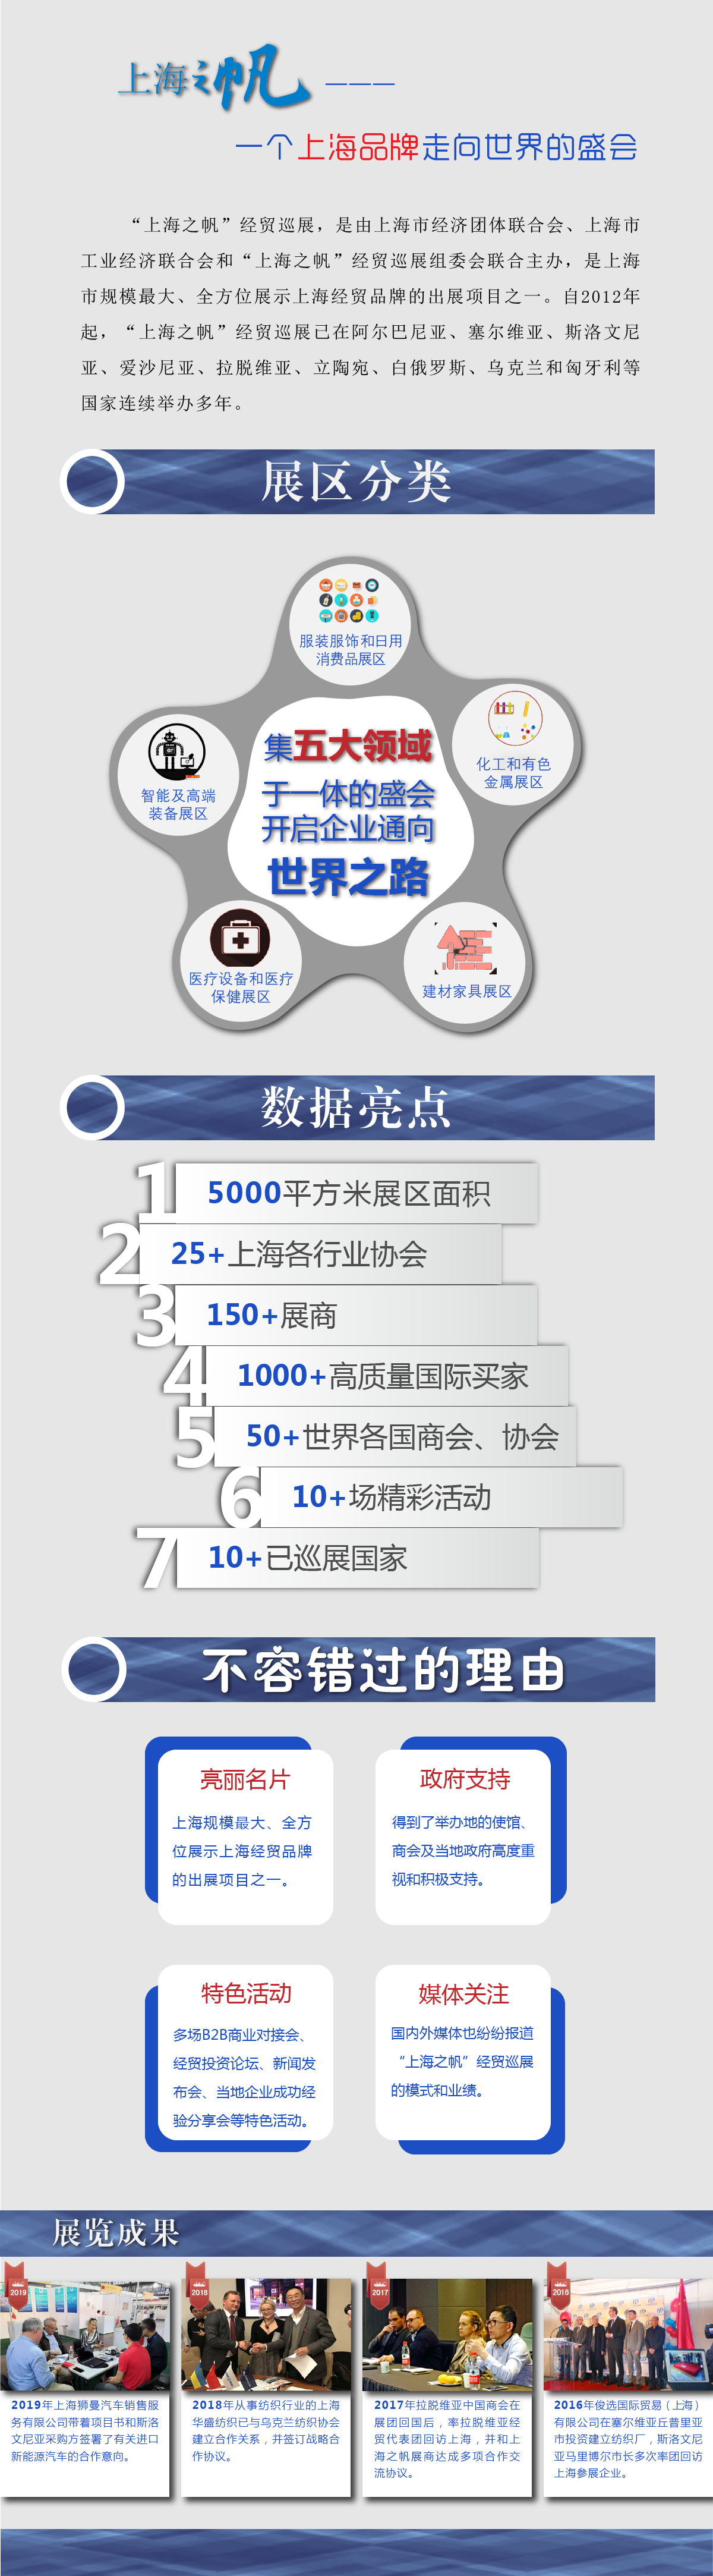 上海之帆 ———
一个上海品牌走向世界的盛会
“上海之帆”经贸巡展，是由上海市经济团体联合会、上海市
工业经济联合会和“上海之帆”经贸巡展组委会联合主办，是上海
市规模最大、全方位展示上海经贸品牌的出展项目之一。自2012年
起，“上海之帆”经贸巡展已在阿尔巴尼亚、塞尔维亚、斯洛文尼
亚、爱沙尼亚、拉脱维亚、立陶宛、白俄罗斯、乌克兰和匈牙利等
国家连续举办多年。
展区分类
服装服饰和日用
消费品展区
化工和有色
金属展区
智能及高端
装备展区
集五大领域
于一体的盛会
开启企业通向
世界之路
医疗设备和医疗
保健展区
建材家具展区
数据亮点
1 5000平方米展区面积
2 25+上海各行业协会
3 150+展商
4 1000+高质量国际买家
5 50+世界各国商会、协会
6 10+场精彩活动
7 10+已巡展国家
不容错过的理由
亮丽名片
上海规模最大、全方
位展示上海经贸品牌
的出展项目之一。
政府支持
得到了举办地的使馆、
商会及当地政府高度重
视和积极支持。
特色活动
多场B2B商业对接会、
经贸投资论坛、新闻发
布会、当地企业成功经
验分享会等特色活动。
媒体关注
国内外媒体也纷纷报道
“上海之帆”经贸巡展
的模式和业绩。
展览成果
2019
2019年上海狮曼汽车销售服
务有限公司带着项目书和斯洛
文尼亚采购方签署了有关进口
新能源汽车的合作意向。
2018
2018年从事纺织行业的上海
华盛纺织已与乌克兰纺织协会
建立合作关系，并签订战略合
作协议。
2017
2017年拉脱维亚中国商会在
展团回国后，率拉脱维亚经
贸代表团回访上海，并和上
海之帆展商达成多项合作交
流协议。
2016
2016年俊选国际贸易（上海）
有限公司在塞尔维亚丘普里亚
市投资建立纺织厂，斯洛文尼
亚马里博尔市长多次率团回访
上海参展企业。